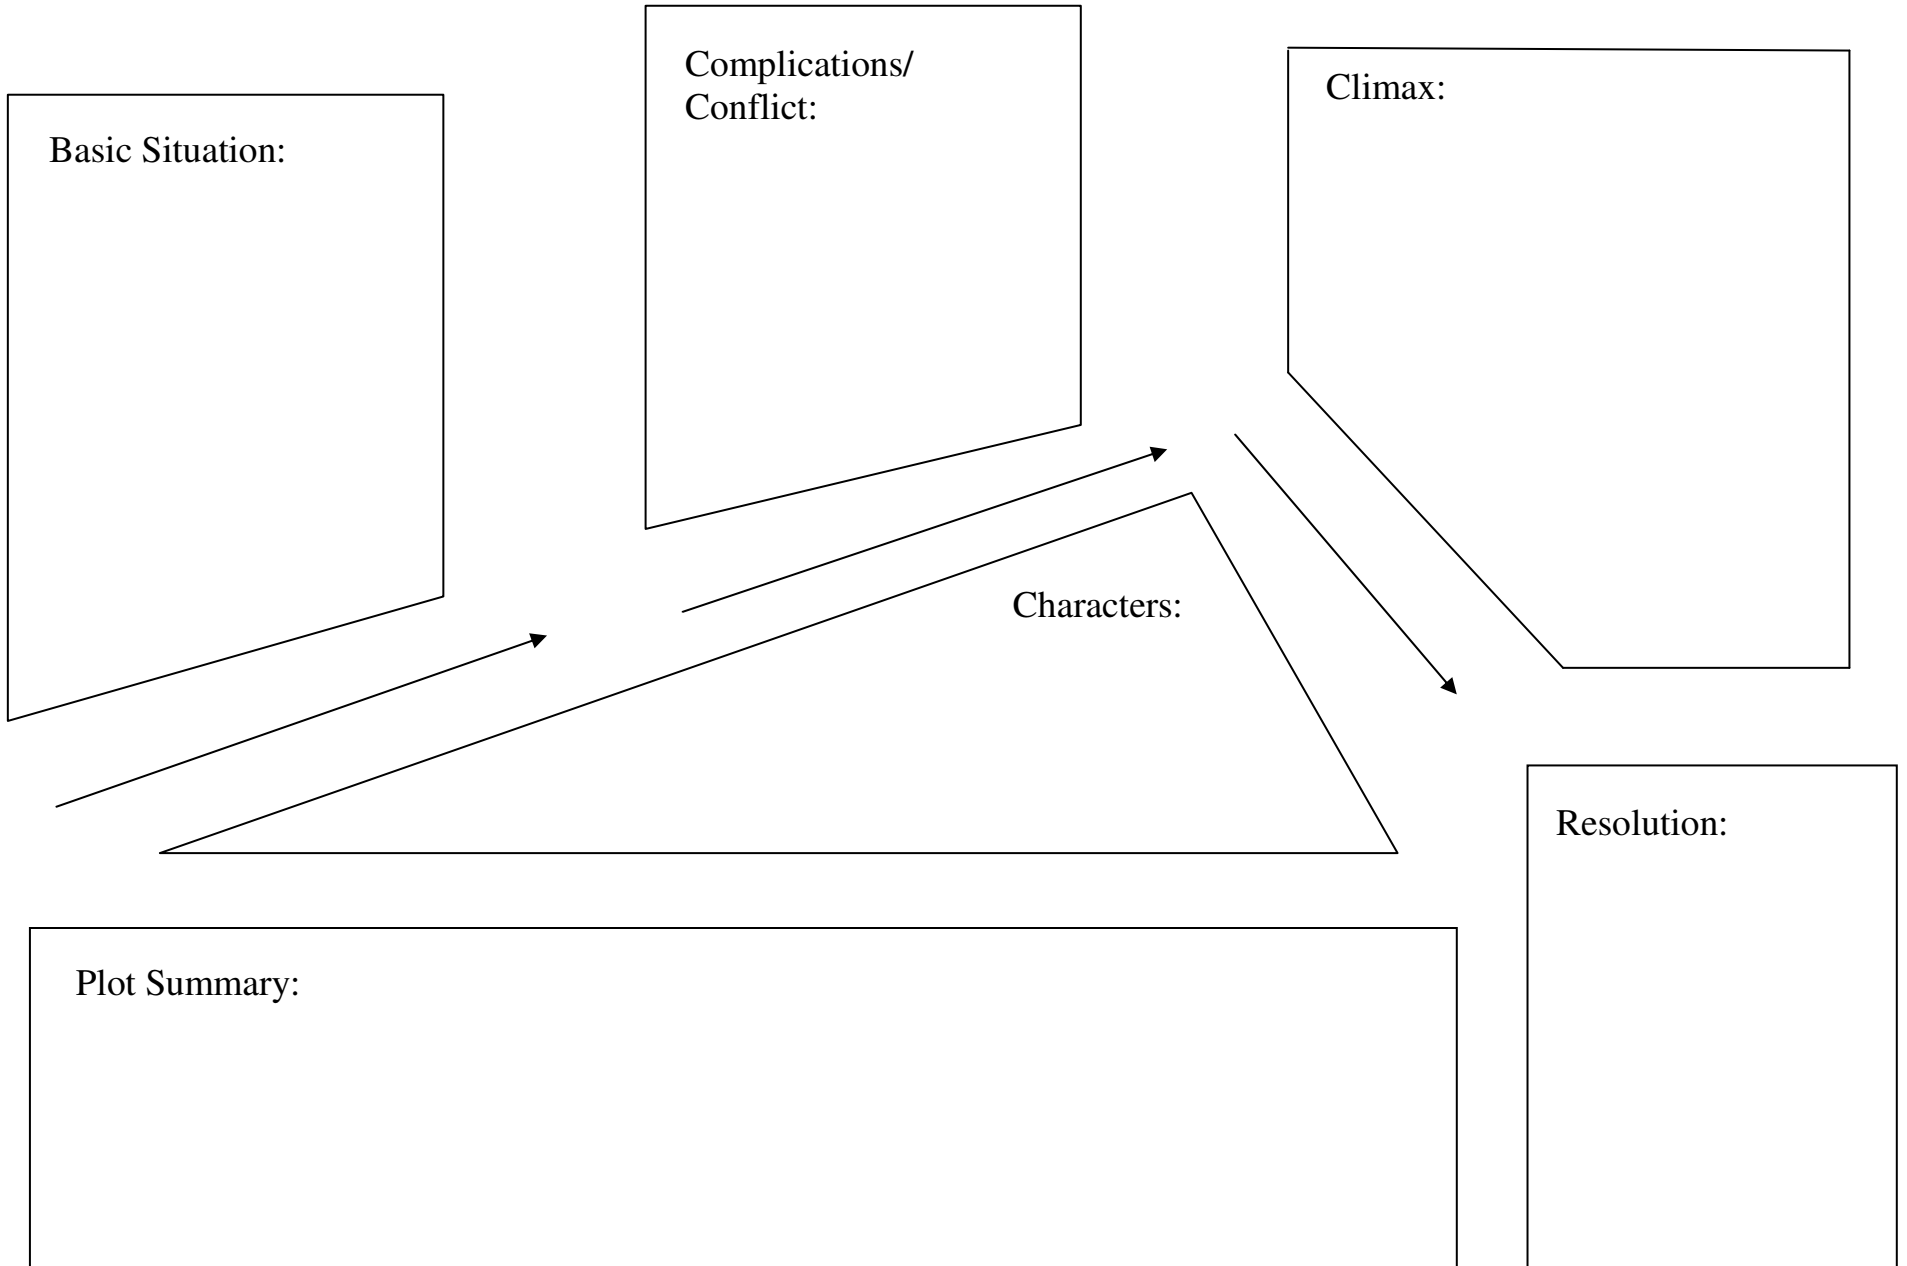 Basic Situation:
Complications/
Conflict:
Climax:
Characters:
Resolution:
Plot Summary: